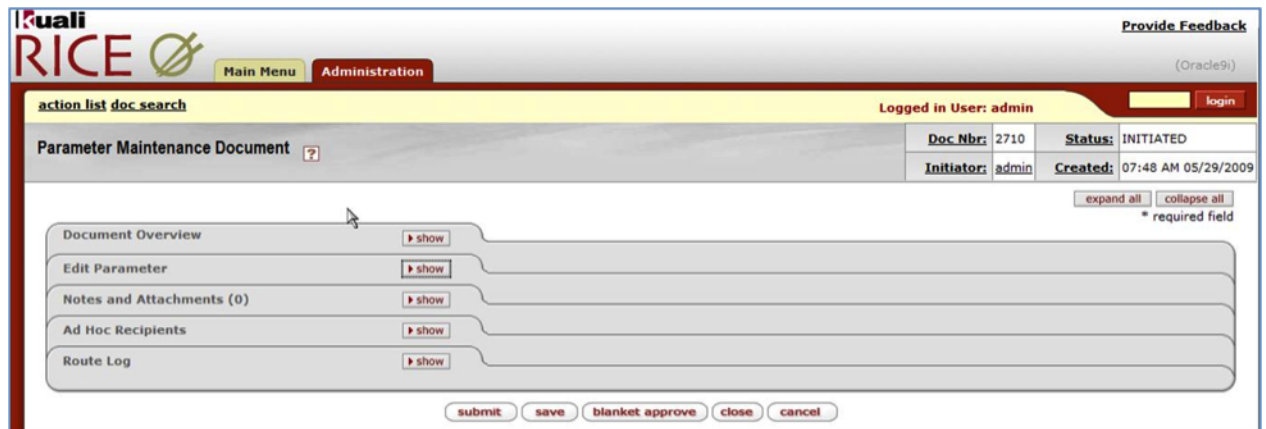 kuali
RICE
Main Menu Administration
Provide Feedback
(Oracle9i)
action list doc search
Logged in User: admin
login
Parameter Maintenance Document ?
Doc Nbr: 2710 Status: INITIATED
Initiator: admin Created: 07:48 AM 05/29/2009
expand all collapse all
* required field
Document Overview show
Edit Parameter show
Notes and Attachments (0) show
Ad Hoc Recipients show
Route Log show
submit save blanket approve close cancel